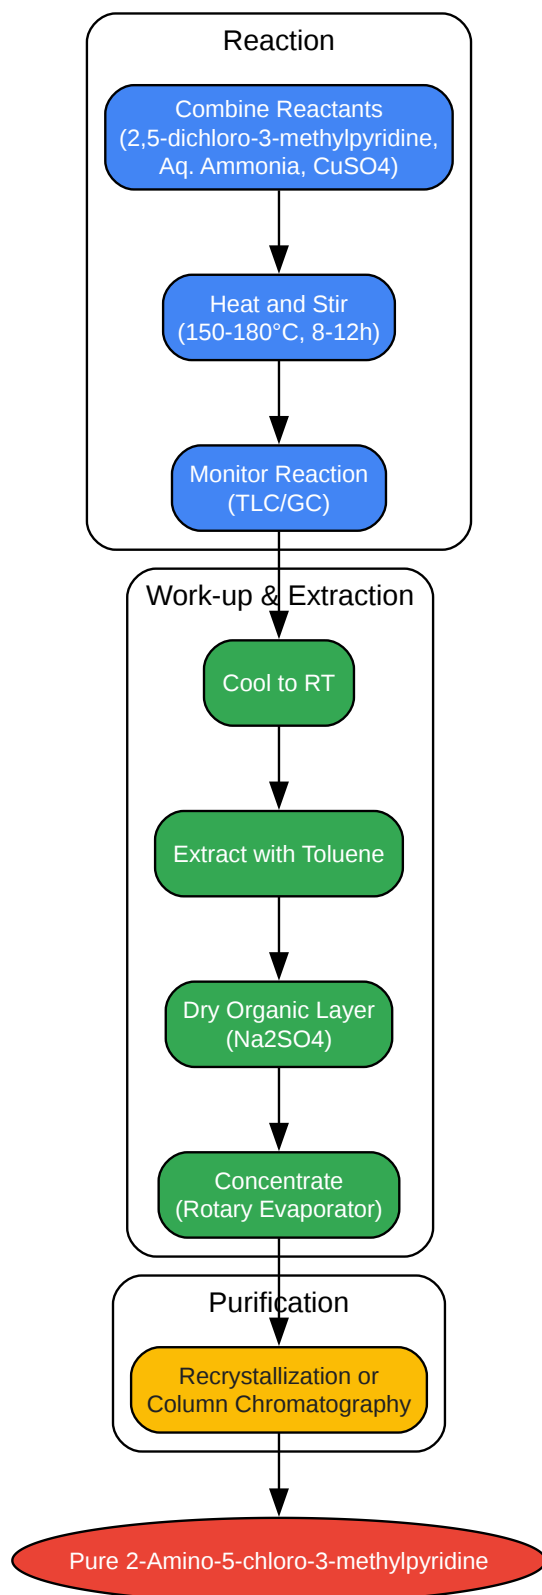 Reaction
Combine Reactants
(2,5-dichloro-3-methylpyridine,
Aq. Ammonia, CuSO4)
Heat and Stir
(150-180°C, 8-12h)
Monitor Reaction
(TLC/GC)
Work-up & Extraction
Cool to RT
Extract with Toluene
Dry Organic Layer
(Na2SO4)
Concentrate
(Rotary Evaporator)
Purification
Recrystallization or
Column Chromatography
Pure 2-Amino-5-chloro-3-methylpyridine